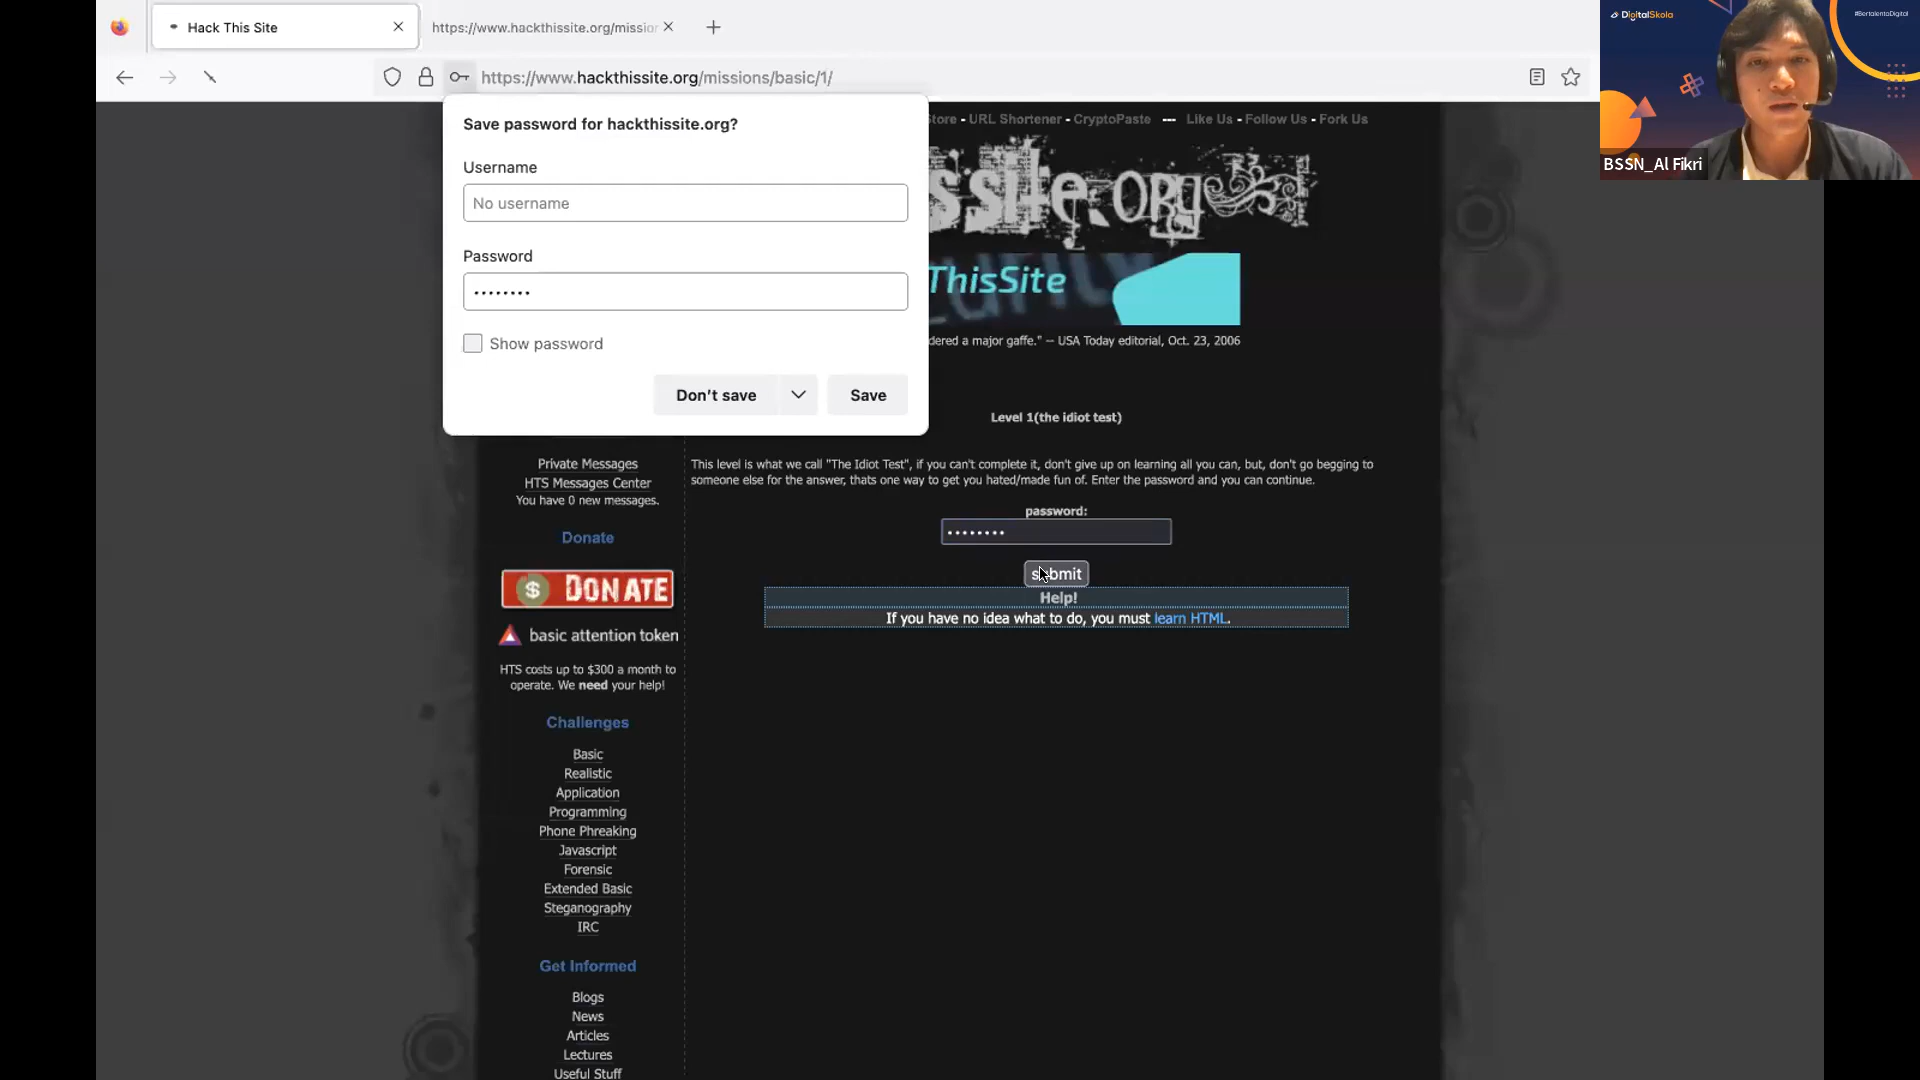 Hack This Site
https://www.hackthissite.org/mission
https://www.hackthissite.org/missions/basic/1/
DigitalSkola
#BertalentaDigital
BSSN_Al Fikri
Save password for hackthissite.org?
Username
No username
Password
••••••••
Show password
Don't save
Save
Store - URL Shortener - CryptoPaste --- Like Us - Follow Us - Fork Us
ssite.org
ThisSite
dered a major gaffe." -- USA Today editorial, Oct. 23, 2006
Level 1(the idiot test)
This level is what we call "The Idiot Test", if you can't complete it, don't give up on learning all you can, but, don't go begging to
someone else for the answer, thats one way to get you hated/made fun of. Enter the password and you can continue.
password:
••••••••
submit
Help!
If you have no idea what to do, you must learn HTML.
Private Messages
HTS Messages Center
You have 0 new messages.
Donate
$ DONATE
basic attention token
HTS costs up to $300 a month to
operate. We need your help!
Challenges
Basic
Realistic
Application
Programming
Phone Phreaking
Javascript
Forensic
Extended Basic
Steganography
IRC
Get Informed
Blogs
News
Articles
Lectures
Useful Stuff